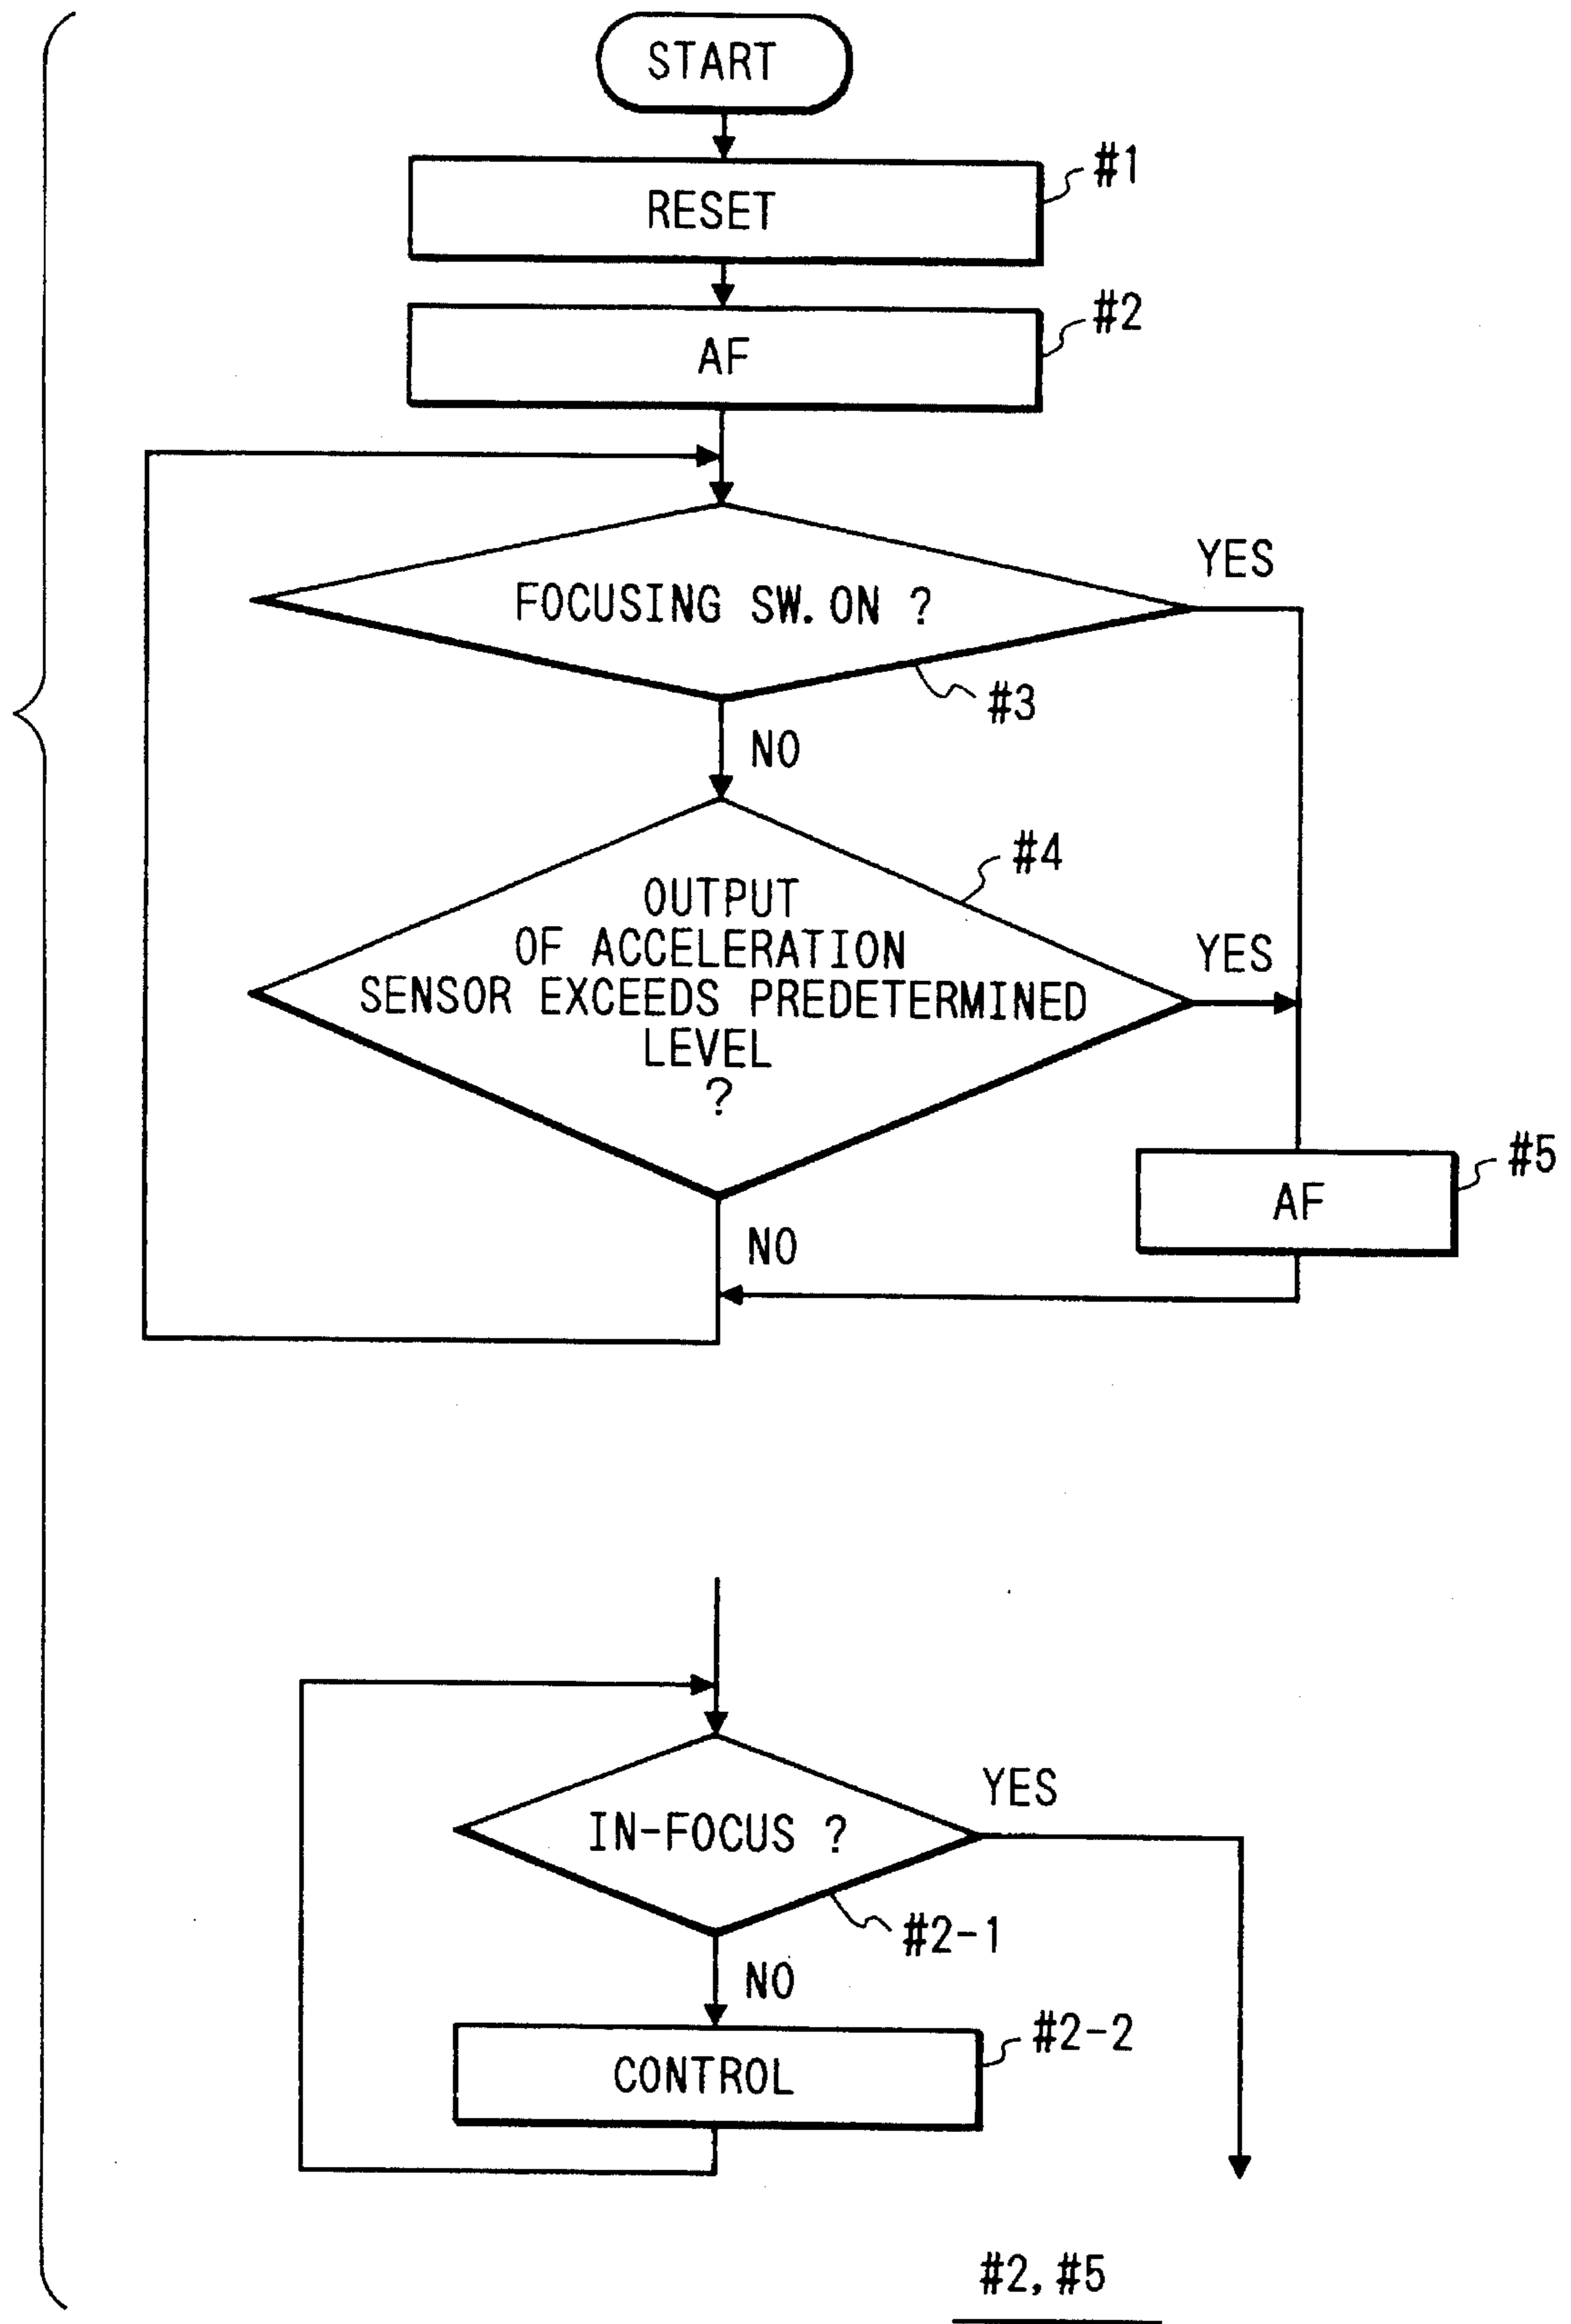 START
RESET
#1
AF
#2
FOCUSING SW. ON ?
YES
#3
NO
#4
OUTPUT
OF ACCELERATION
SENSOR EXCEEDS PREDETERMINED
LEVEL
?
YES
#5
AF
NO
IN-FOCUS ?
YES
#2-1
NO
#2-2
CONTROL
#2, #5